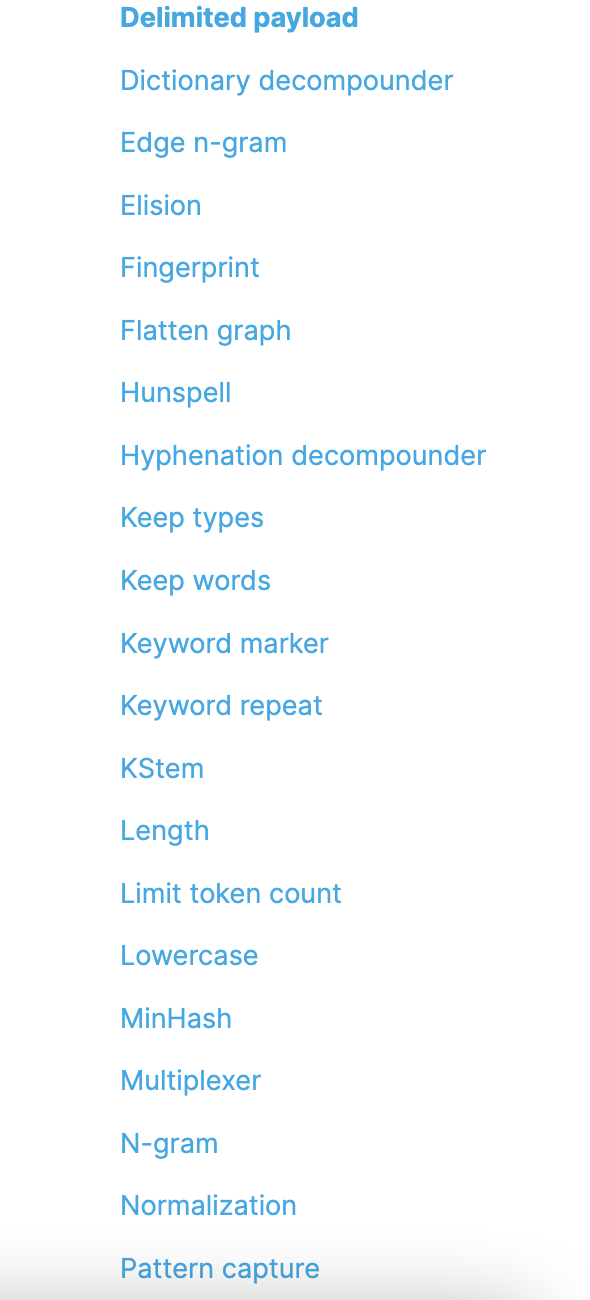 Delimited payload
Dictionary decompounder
Edge n-gram
Elision
Fingerprint
Flatten graph
Hunspell
Hyphenation decompounder
Keep types
Keep words
Keyword marker
Keyword repeat
KStem
Length
Limit token count
Lowercase
MinHash
Multiplexer
N-gram
Normalization
Pattern capture